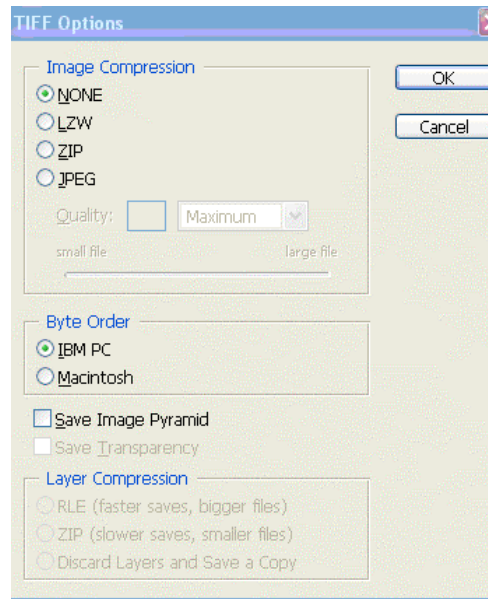 TIFF Options
Image Compression
NONE
LZW
ZIP
JPEG
Quality:
Maximum
small file
large file
Byte Order
IBM PC
Macintosh
Save Image Pyramid
Save Transparency
Layer Compression
RLE (faster saves, bigger files)
ZIP (slower saves, smaller files)
Discard Layers and Save a Copy
OK
Cancel